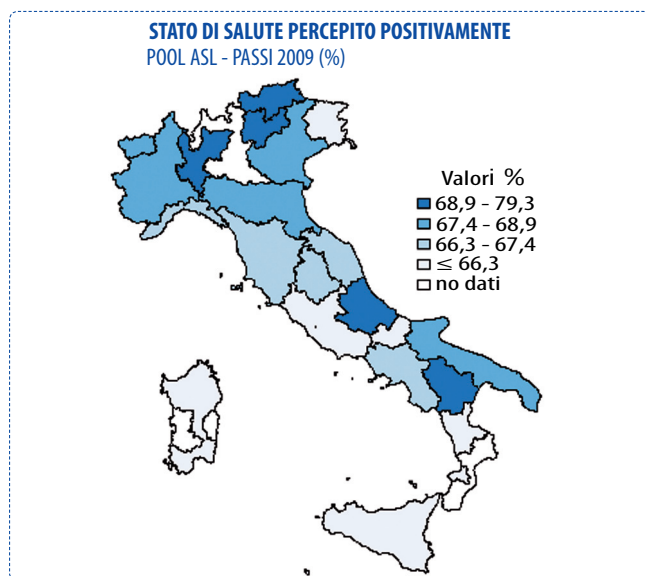 STATO DI SALUTE PERCEPITO POSITIVAMENTE
POOL ASL - PASSI 2009 (%)
Valori %
68,9 - 79,3
67,4 - 68,9
66,3 - 67,4
≤ 66,3
no dati